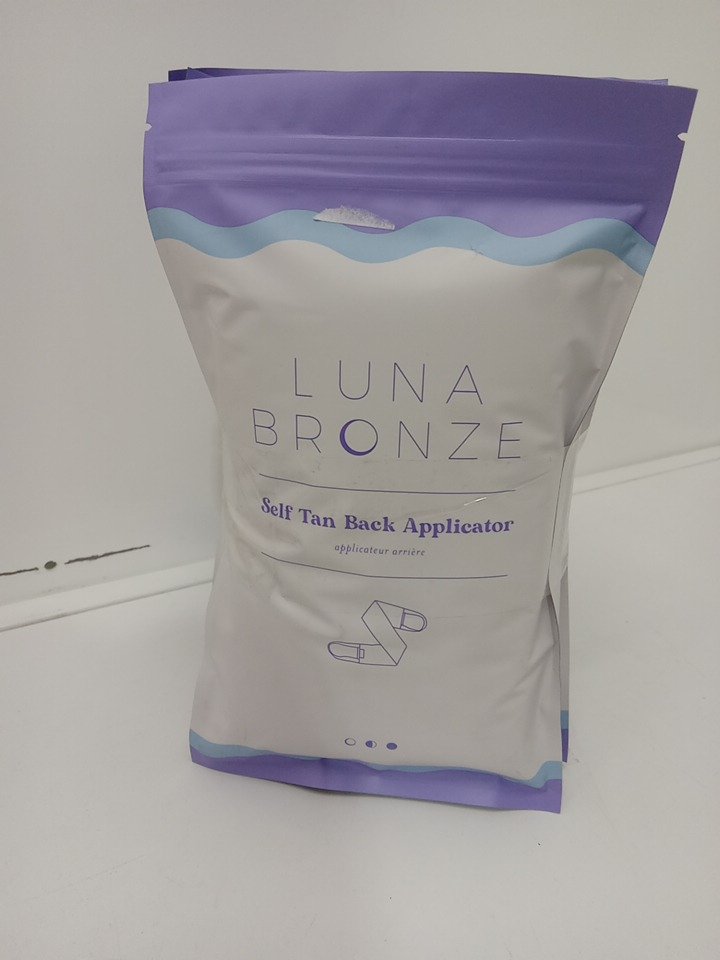 LUNA
BRONZE
Self Tan Back Applicator
applicateur arrière